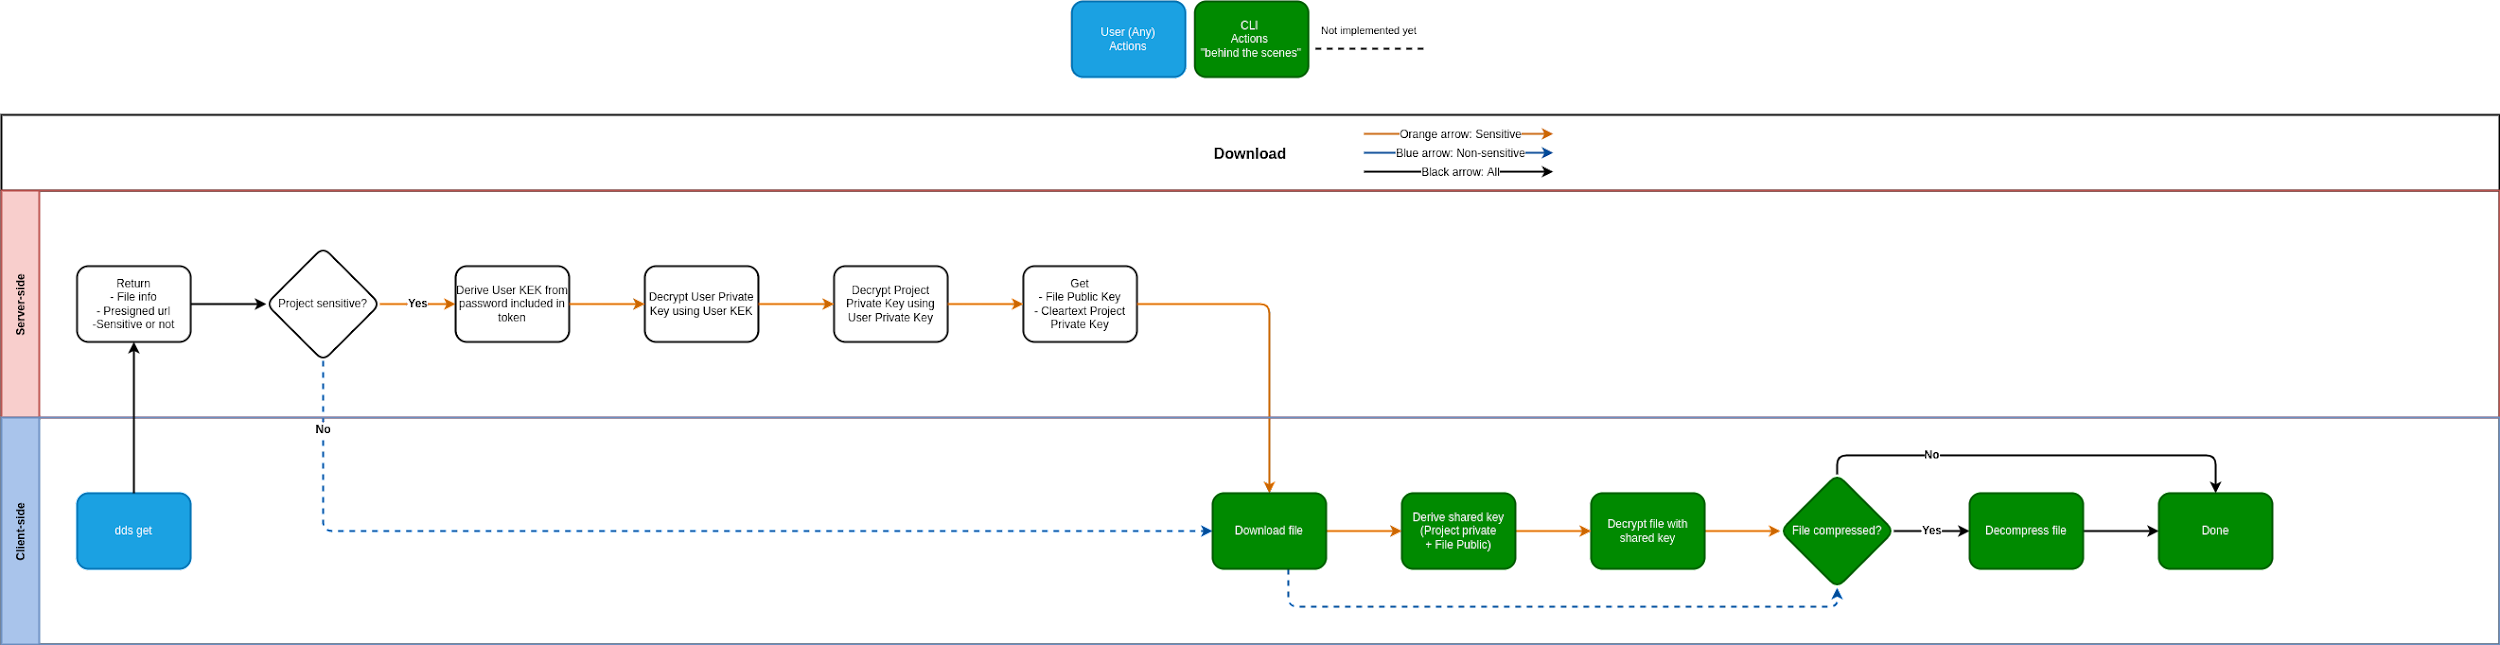 User (Any)
Actions
CLI
Actions
"behind the scenes"
Not implemented yet
Download
Orange arrow: Sensitive
Blue arrow: Non-sensitive
Black arrow: All
Server-side
Return
- File info
- Presigned url
-Sensitive or not
Project sensitive?
Yes
Derive User KEK from
password included in
token
Decrypt User Private
Key using User KEK
Decrypt Project
Private Key using
User Private Key
Get
- File Public Key
- Cleartext Project
Private Key
No
Client-side
dds get
Download file
Derive shared key
(Project private
+ File Public)
Decrypt file with
shared key
File compressed?
No
Yes
Decompress file
Done